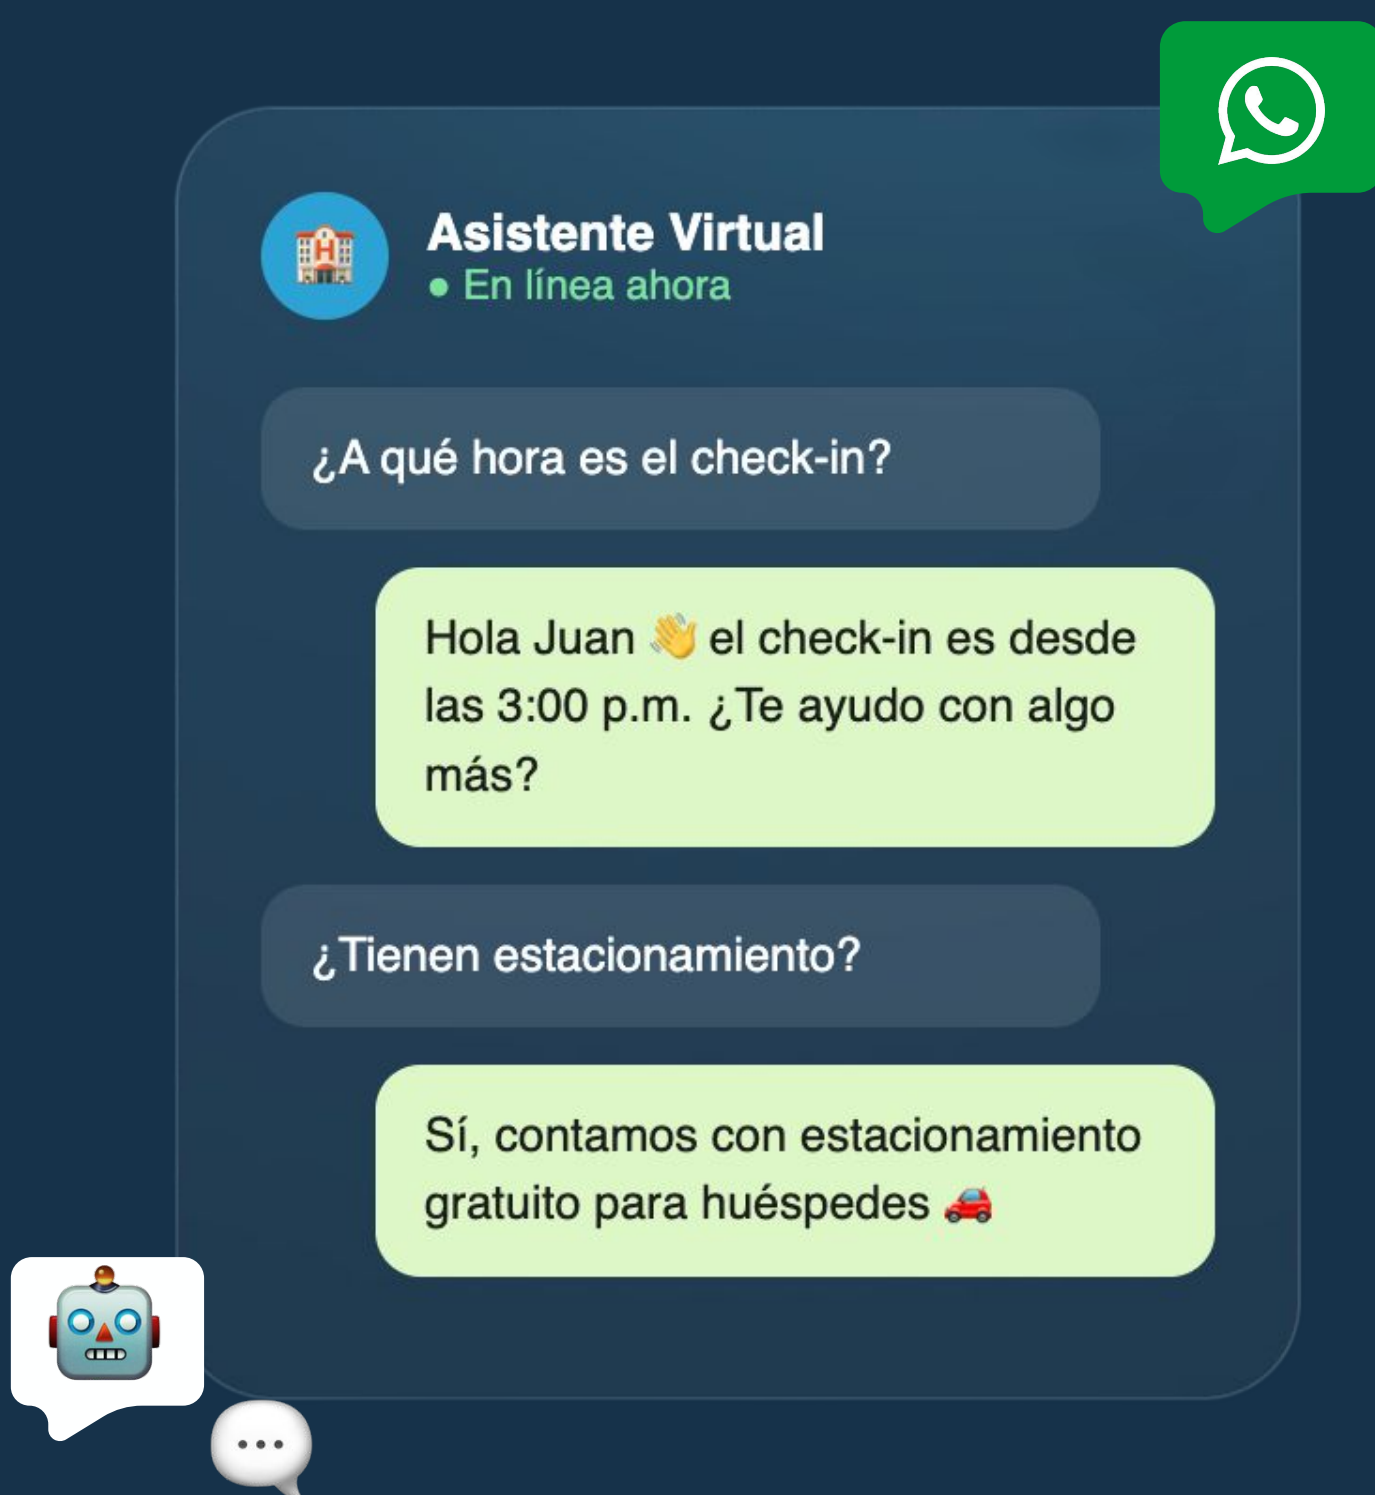 Asistente Virtual
En línea ahora
¿A qué hora es el check-in?
Hola Juan 👋 el check-in es desde
las 3:00 p.m. ¿Te ayudo con algo
más?
¿Tienen estacionamiento?
Sí, contamos con estacionamiento
gratuito para huéspedes 🚗